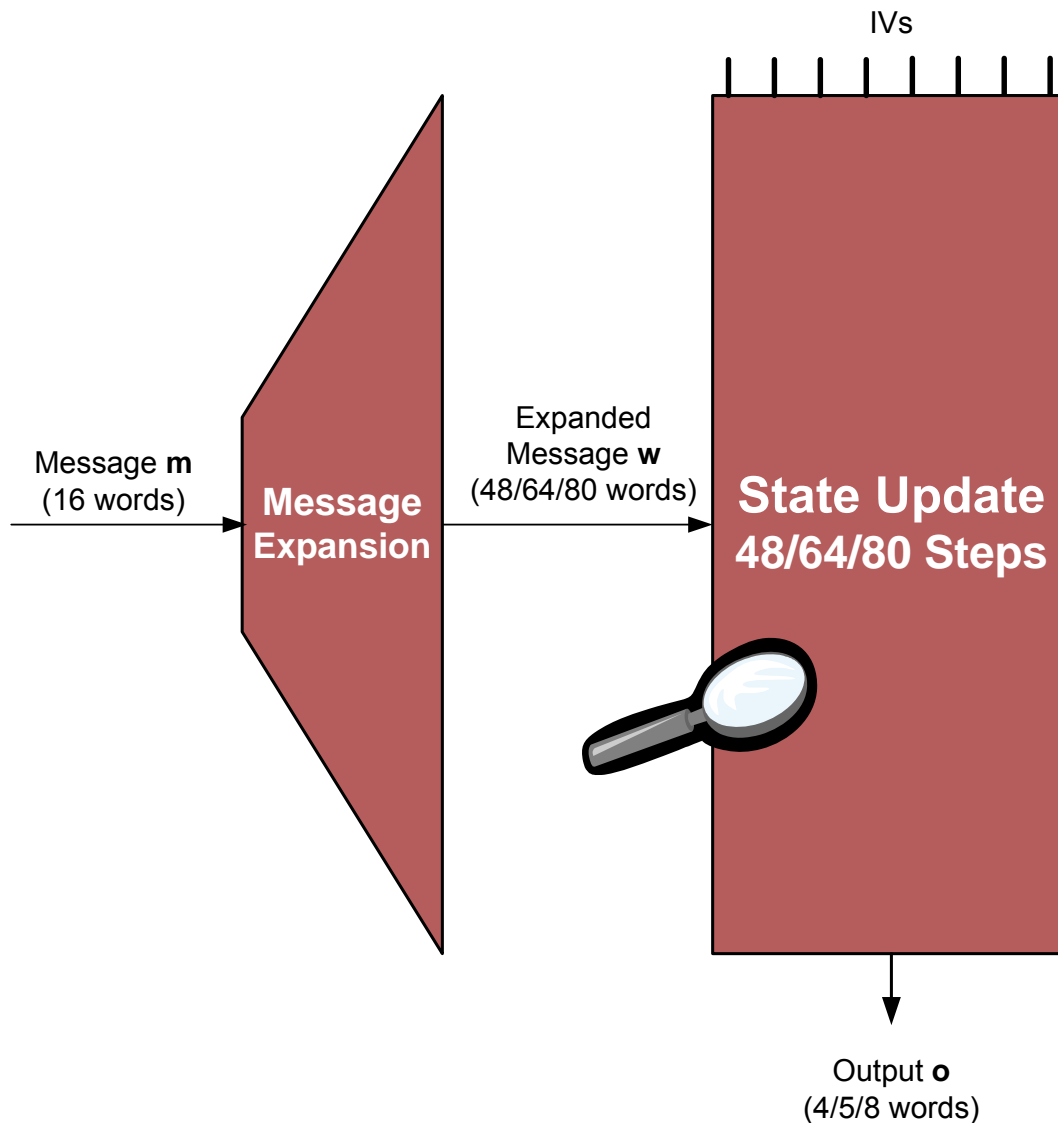 IVs
Message m
(16 words)
Message
Expansion
Expanded
Message w
(48/64/80 words)
State Update
48/64/80 Steps
Output o
(4/5/8 words)